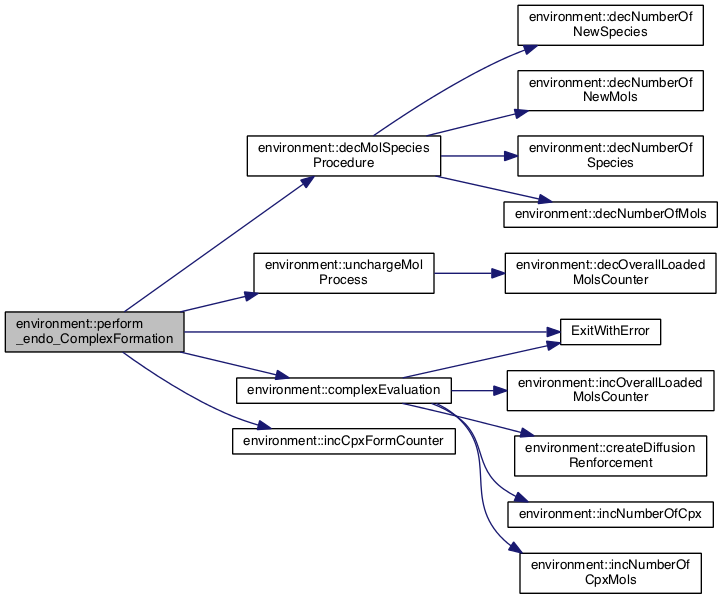 environment::decNumberOf
NewSpecies
environment::decNumberOf
NewMols
environment::decMolSpecies
Procedure
environment::decNumberOf
Species
environment::decNumberOfMols
environment::unchargeMol
Process
environment::decOverallLoaded
MolsCounter
environment::perform
_endo_ComplexFormation
ExitWithError
environment::complexEvaluation
environment::incOverallLoaded
MolsCounter
environment::incCpxFormCounter
environment::createDiffusion
Renforcement
environment::incNumberOfCpx
environment::incNumberOf
CpxMols